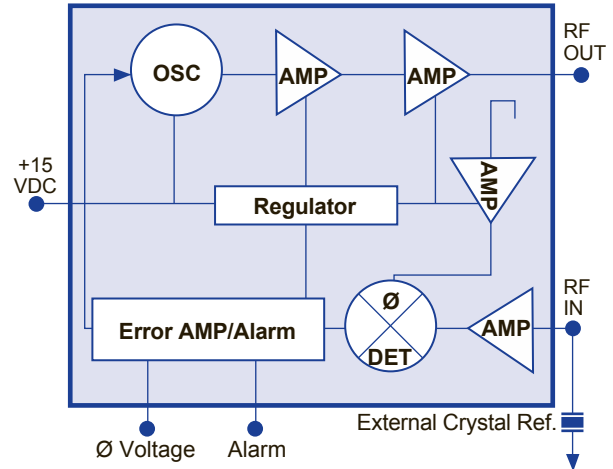 RF
OUT
OSC
AMP
AMP
+15
VDC
AMP
Regulator
RF
IN
Ø
DET
AMP
Error AMP/Alarm
External Crystal Ref.
Ø Voltage
Alarm